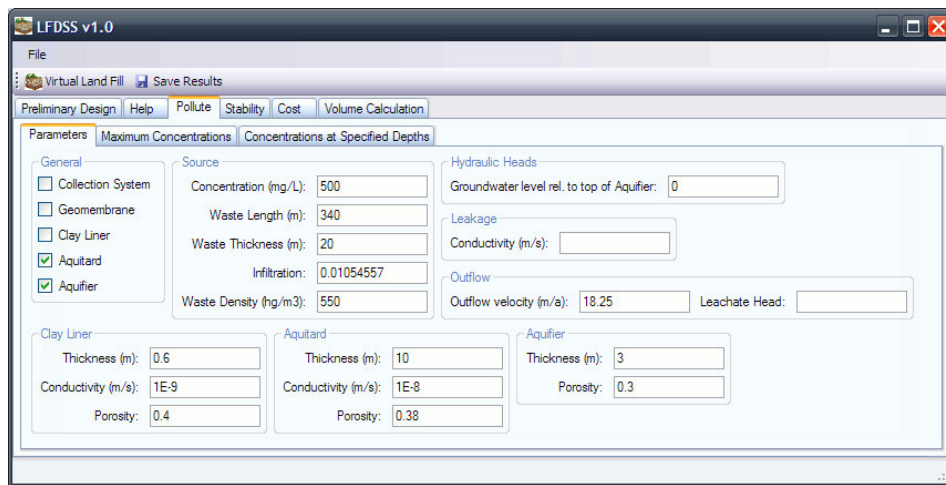 LFDSS v1.0
File
Virtual Land Fill Save Results
Preliminary Design Help Pollute Stability Cost Volume Calculation
Parameters Maximum Concentrations Concentrations at Specified Depths
General
Collection System
Geomembrane
Clay Liner
Aquitard
Aquifier
Source
Concentration (mg/L): 500
Waste Length (m): 340
Waste Thickness (m): 20
Infiltration: 0.01054557
Waste Density (hg/m3): 550
Hydraulic Heads
Groundwater level rel. to top of Aquifier: 0
Leakage
Conductivity (m/s):
Outflow
Outflow velocity (m/a): 18.25 Leachate Head:
Clay Liner
Thickness (m): 0.6
Conductivity (m/s): 1E-9
Porosity: 0.4
Aquitard
Thickness (m): 10
Conductivity (m/s): 1E-8
Porosity: 0.38
Aquifier
Thickness (m): 3
Porosity: 0.3